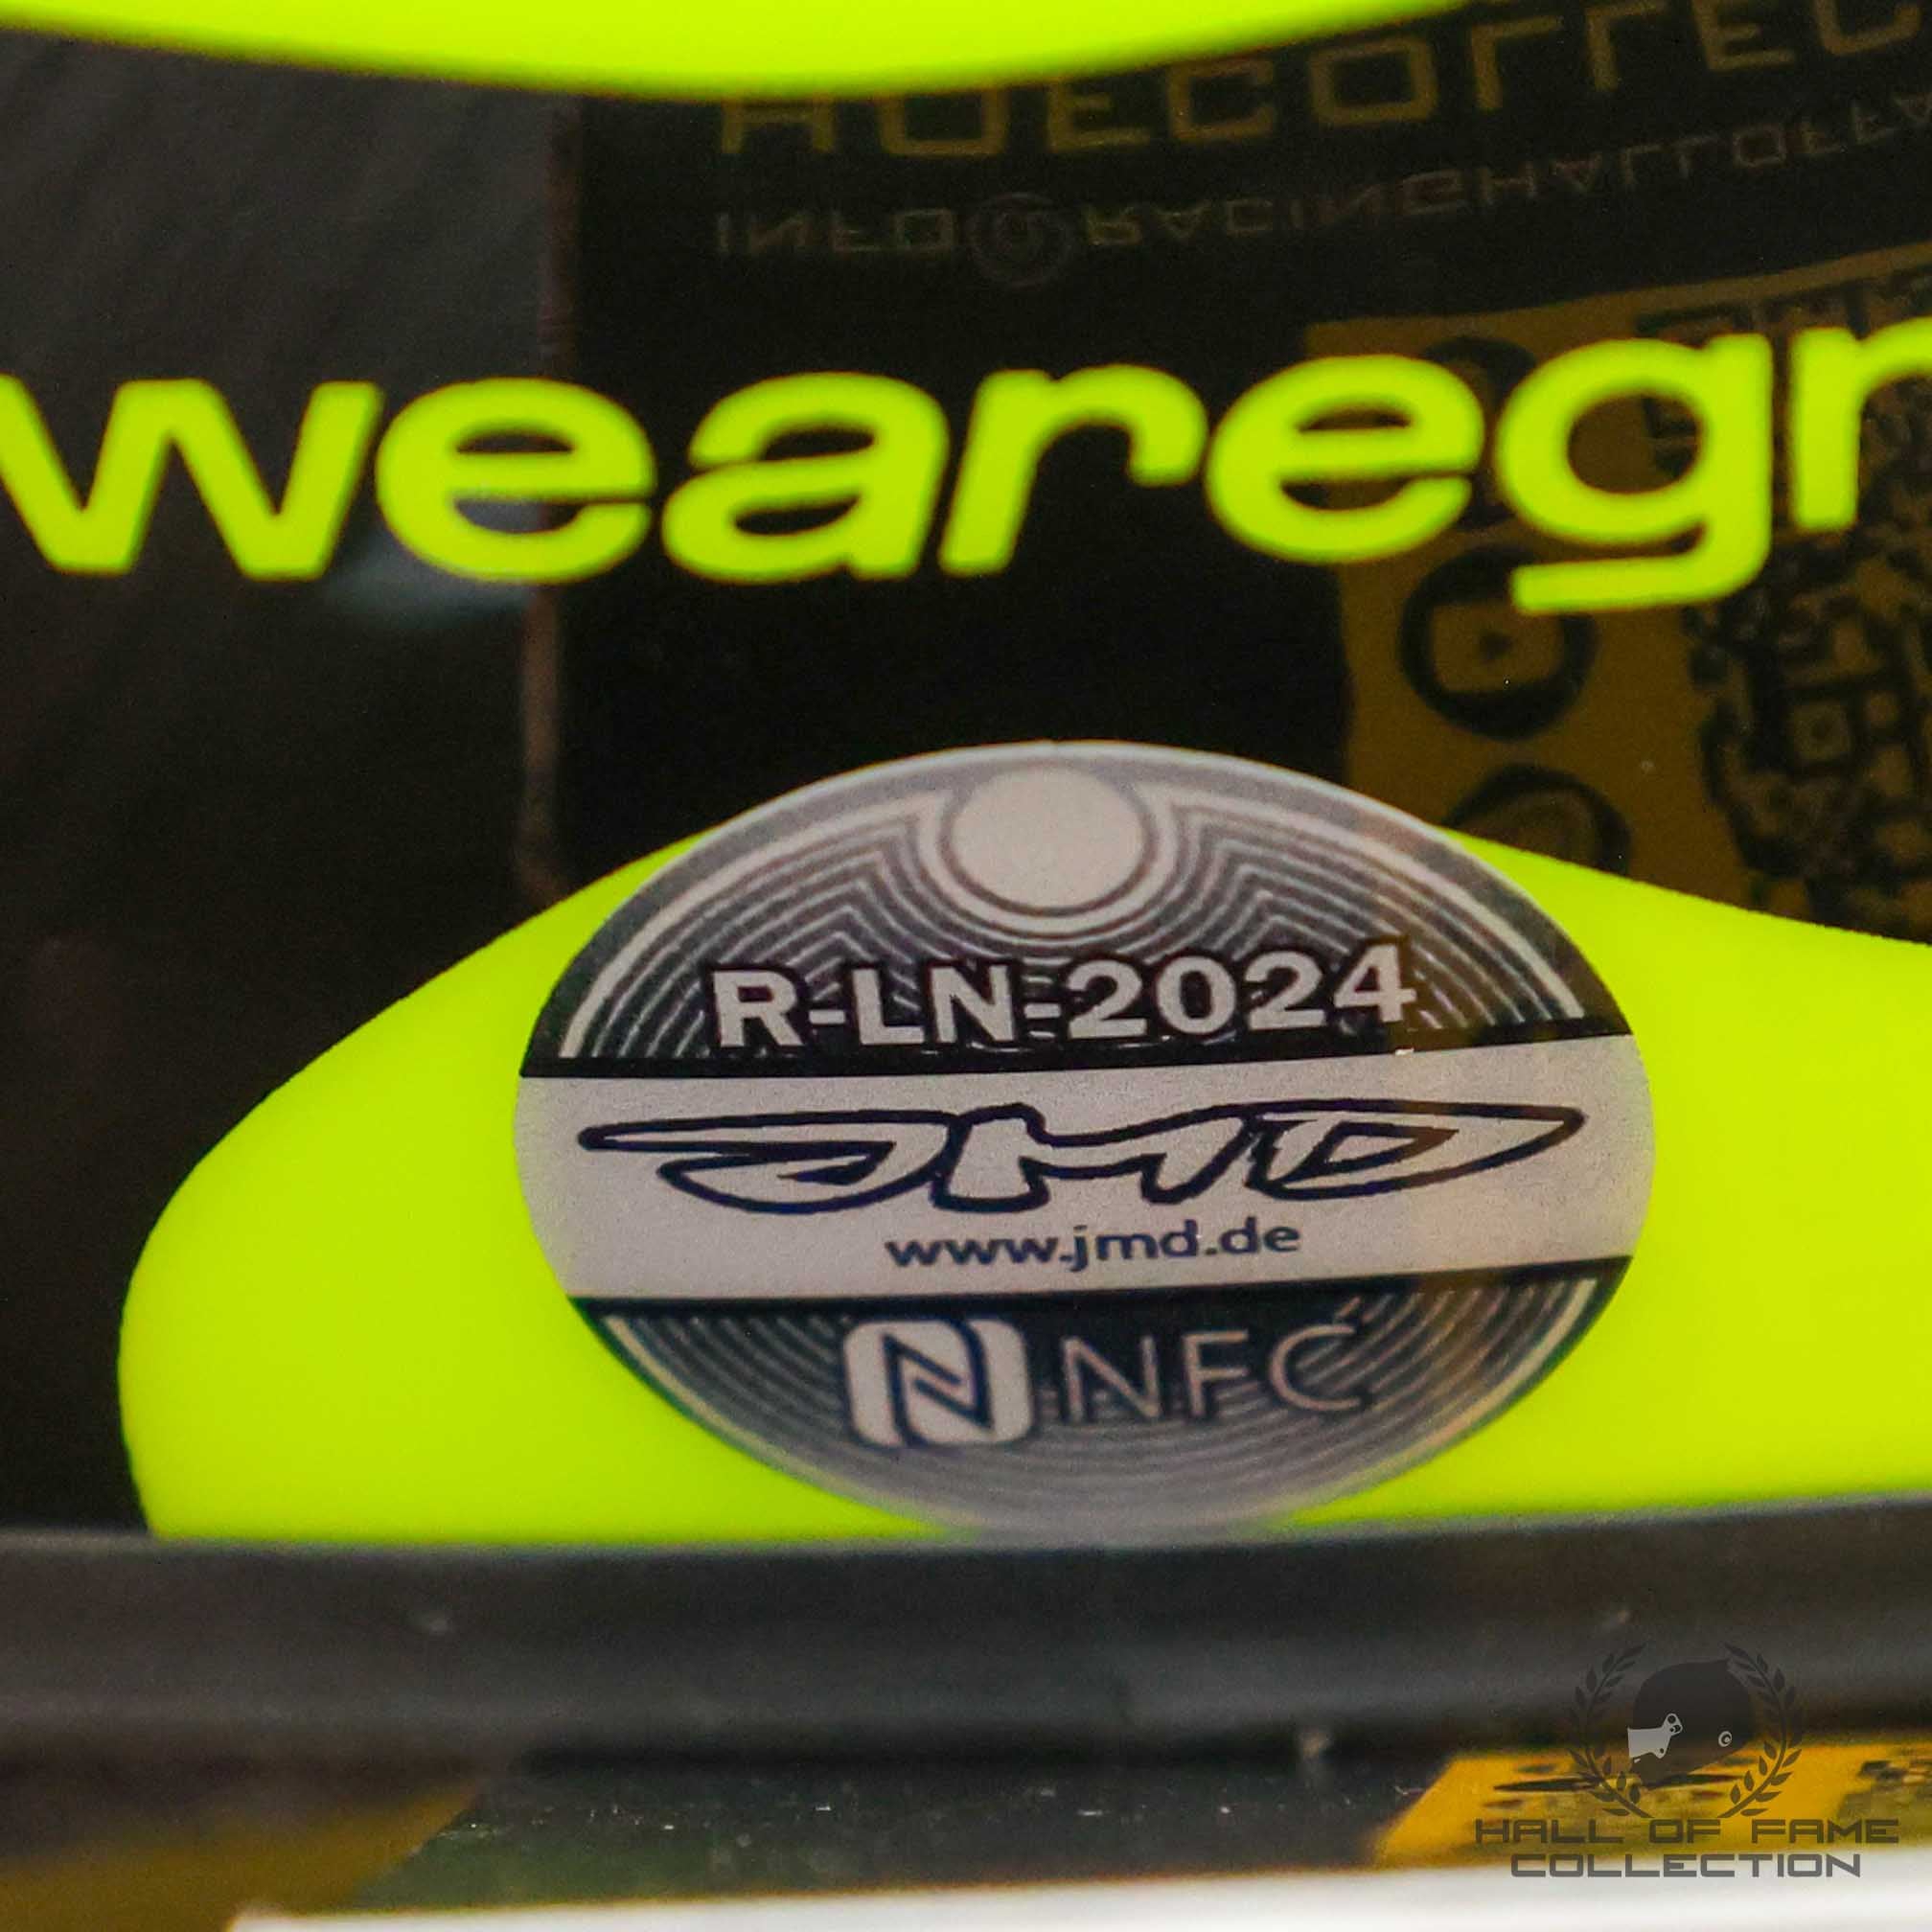 wearegr
R-LN-2024
JMD
www.jmd.de
NFC
HALL OF FAME
COLLECTION